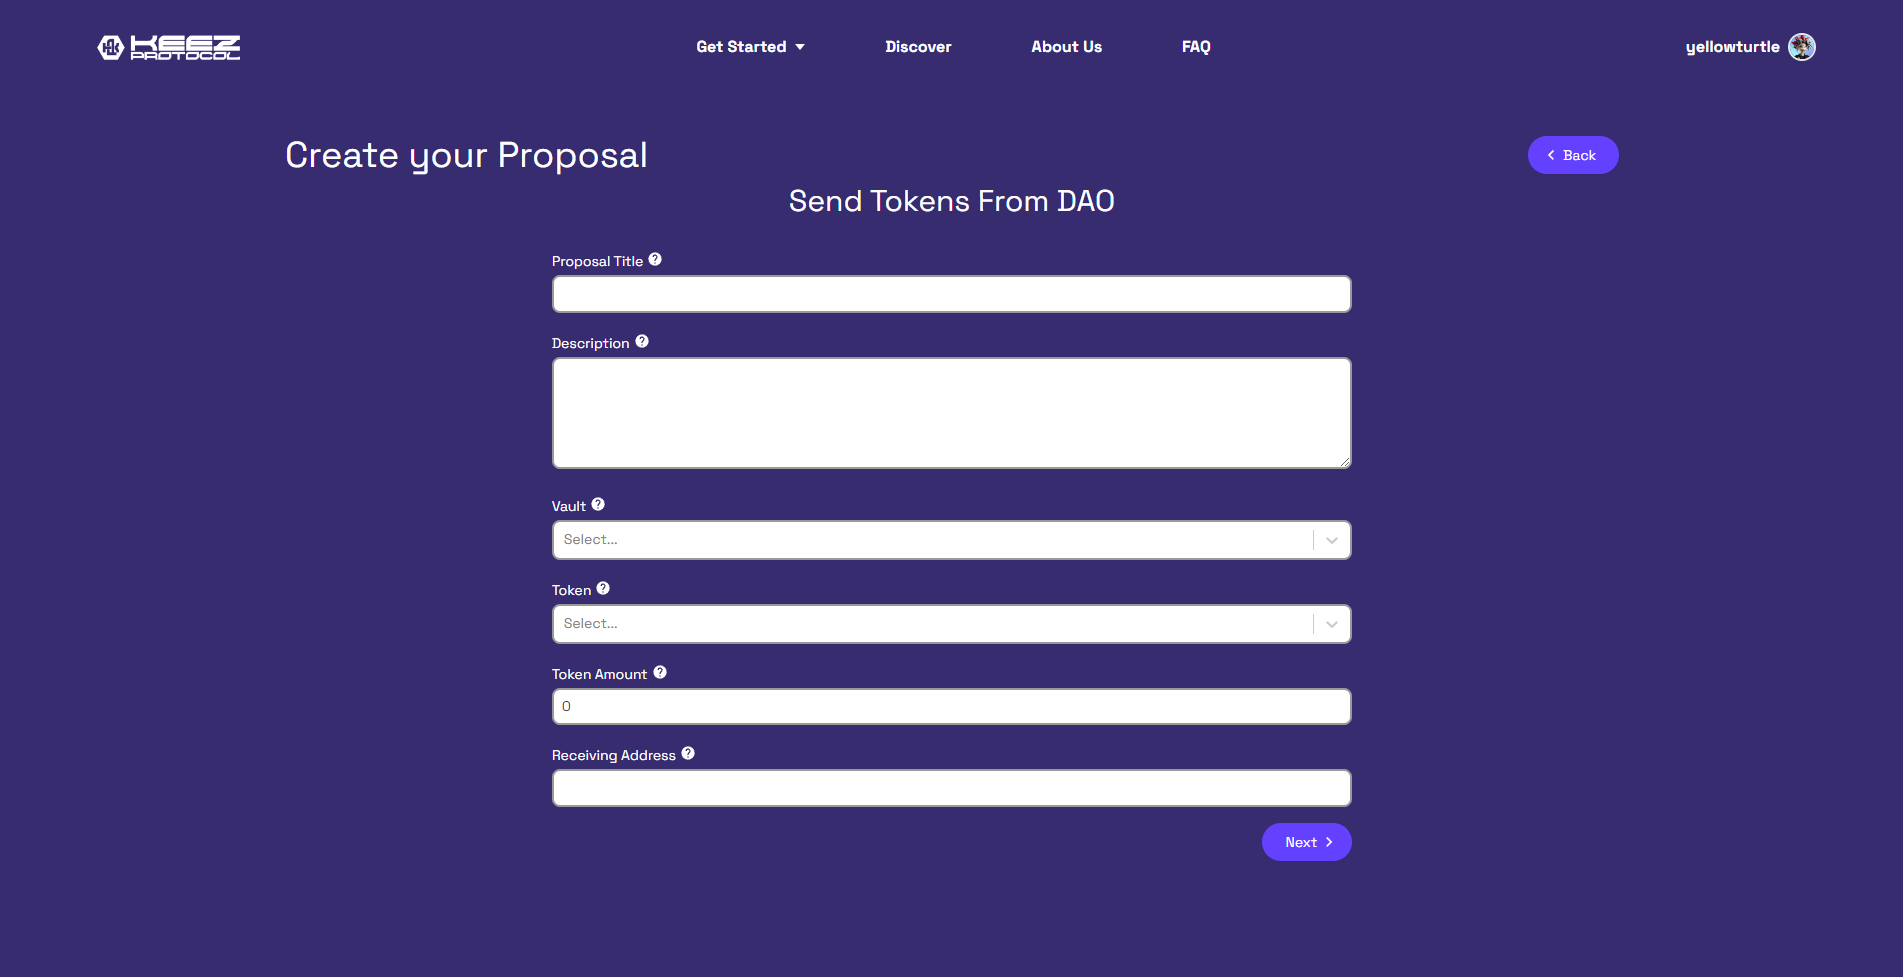 KEEZ
PROTOCOL
Get Started
Discover
About Us
FAQ
yellowturtle
Create your Proposal
Back
Send Tokens From DAO
Proposal Title ?
Description ?
Vault ?
Select...
Token ?
Select...
Token Amount ?
0
Receiving Address ?
Next